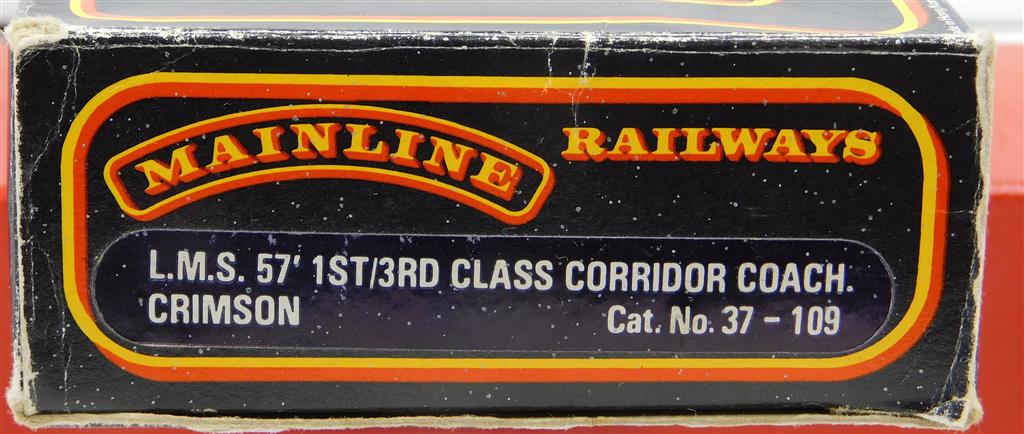 MAINLINE RAILWAYS
L.M.S. 57' 1ST/3RD CLASS CORRIDOR COACH.
CRIMSON Cat. No. 37 – 109